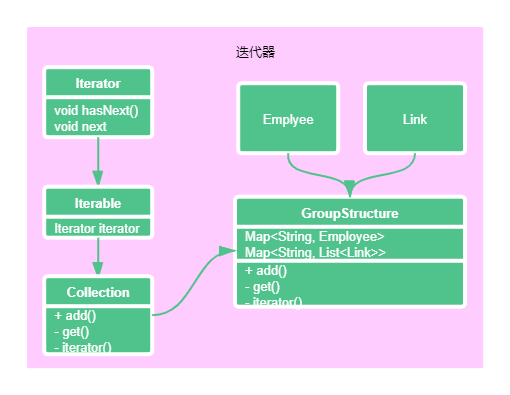 迭代器
Iterator
void hasNext()
void next
Iterable
Iterator iterator
Collection
+ add()
- get()
- iterator()
Emplyee
Link
GroupStructure
Map<String, Employee>
Map<String, List<Link>>
+ add()
- get()
- iterator()